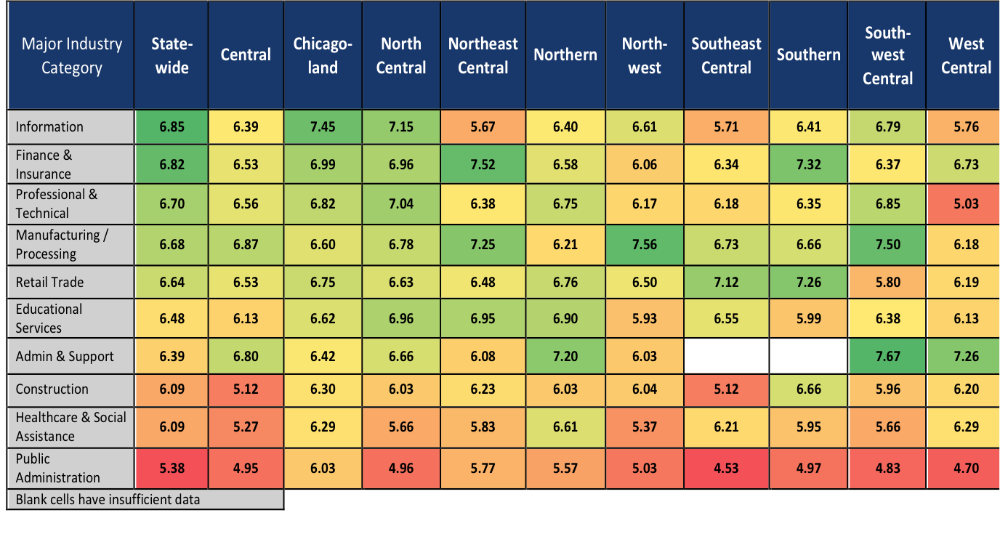 Major Industry Category State-wide Central Chicago-land North Central Northeast Central Northern North-west Southeast Central Southern South-west Central West Central
Information 6.85 6.39 7.45 7.15 5.67 6.40 6.61 5.71 6.41 6.79 5.76
Finance & Insurance 6.82 6.53 6.99 6.96 7.52 6.58 6.06 6.34 7.32 6.37 6.73
Professional & Technical 6.70 6.56 6.82 7.04 6.38 6.75 6.17 6.18 6.35 6.85 5.03
Manufacturing / Processing 6.68 6.87 6.60 6.78 7.25 6.21 7.56 6.73 6.66 7.50 6.18
Retail Trade 6.64 6.53 6.75 6.63 6.48 6.76 6.50 7.12 7.26 5.80 6.19
Educational Services 6.48 6.13 6.62 6.96 6.95 6.90 5.93 6.55 5.99 6.38 6.13
Admin & Support 6.39 6.80 6.42 6.66 6.08 7.20 6.03 7.67 7.26
Construction 6.09 5.12 6.30 6.03 6.23 6.03 6.04 5.12 6.66 5.96 6.20
Healthcare & Social Assistance 6.09 5.27 6.29 5.66 5.83 6.61 5.37 6.21 5.95 5.66 6.29
Public Administration 5.38 4.95 6.03 4.96 5.77 5.57 5.03 4.53 4.97 4.83 4.70
Blank cells have insufficient data